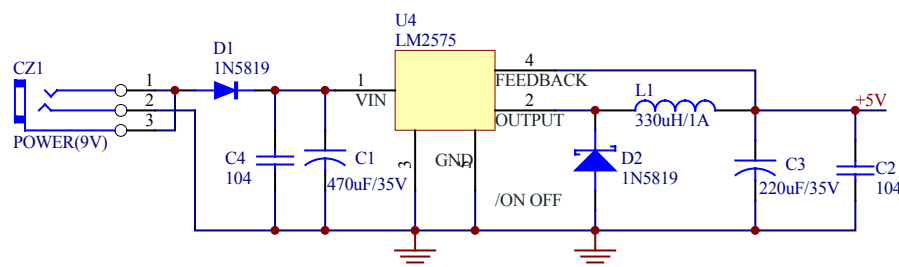 U4
LM2575
D1
1N5819
CZ1
1
2
3
POWER(9V)
1
VIN
4
FEEDBACK
2
OUTPUT
L1
330uH/1A
+5V
C4
104
C1
470uF/35V
3
GND
5
/ON OFF
D2
1N5819
C3
220uF/35V
C2
104